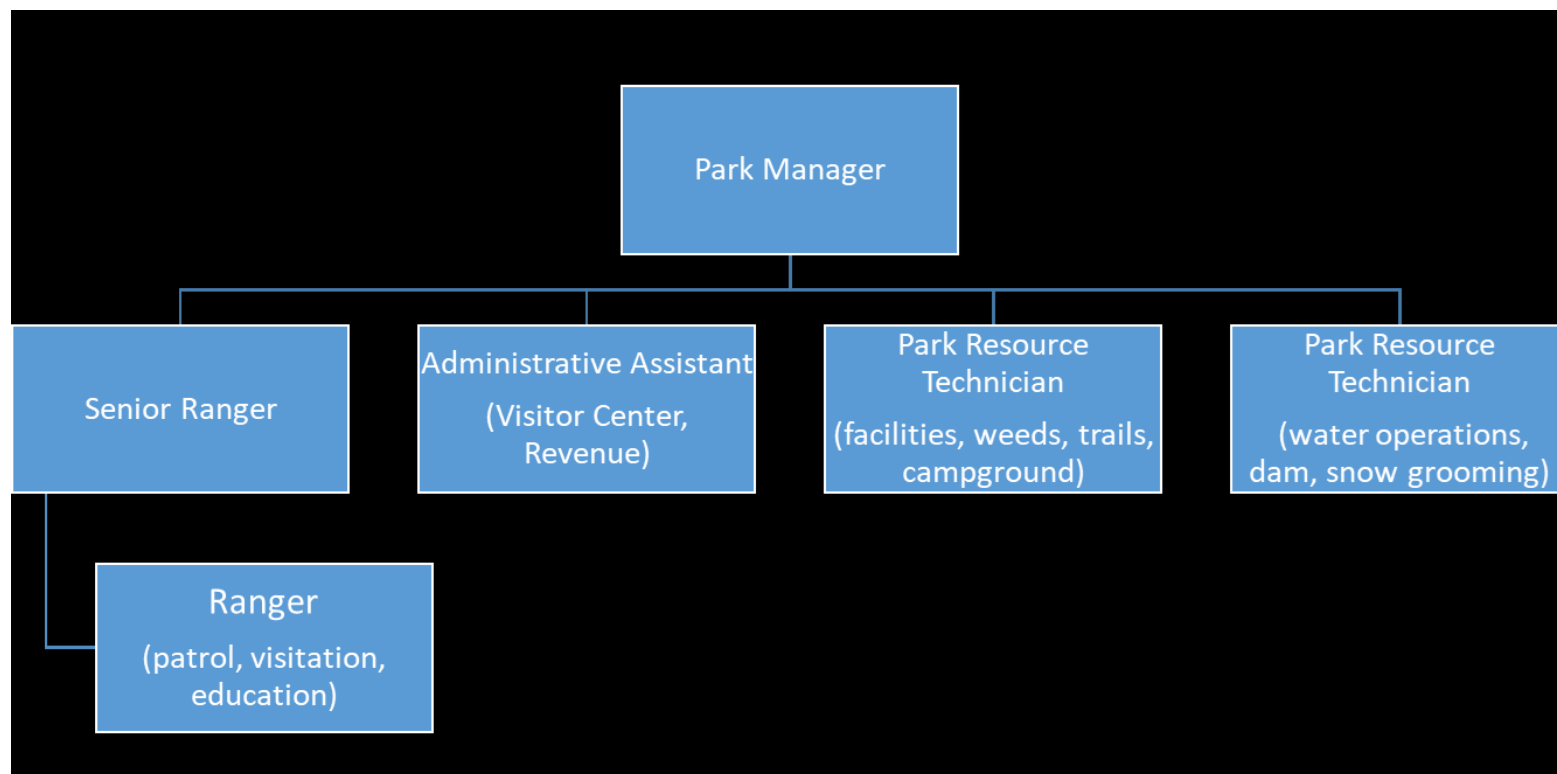 Park Manager
Senior Ranger
Administrative Assistant
(Visitor Center,
Revenue)
Park Resource
Technician
(facilities, weeds, trails,
campground)
Park Resource
Technician
(water operations,
dam, snow grooming)
Ranger
(patrol, visitation,
education)